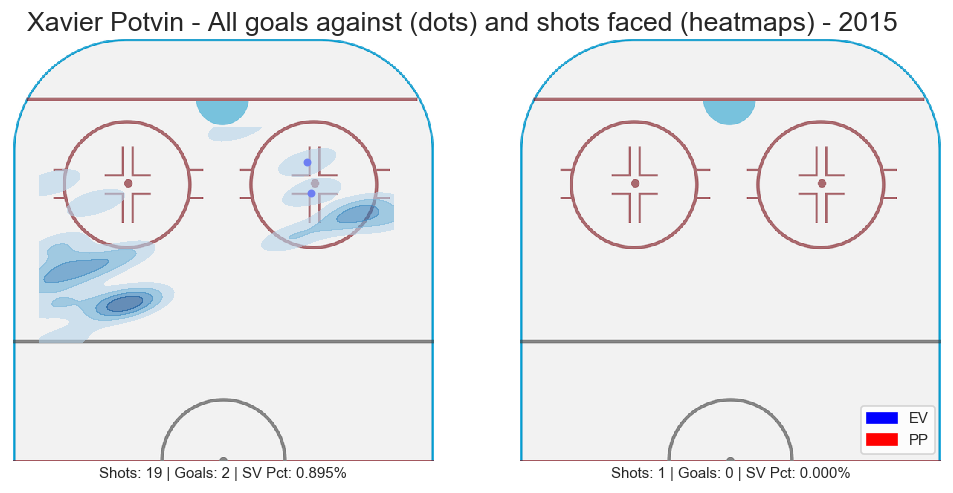 Xavier Potvin - All goals against (dots) and shots faced (heatmaps) - 2015
EV
PP
Shots: 19 | Goals: 2 | SV Pct: 0.895%
Shots: 1 | Goals: 0 | SV Pct: 0.000%